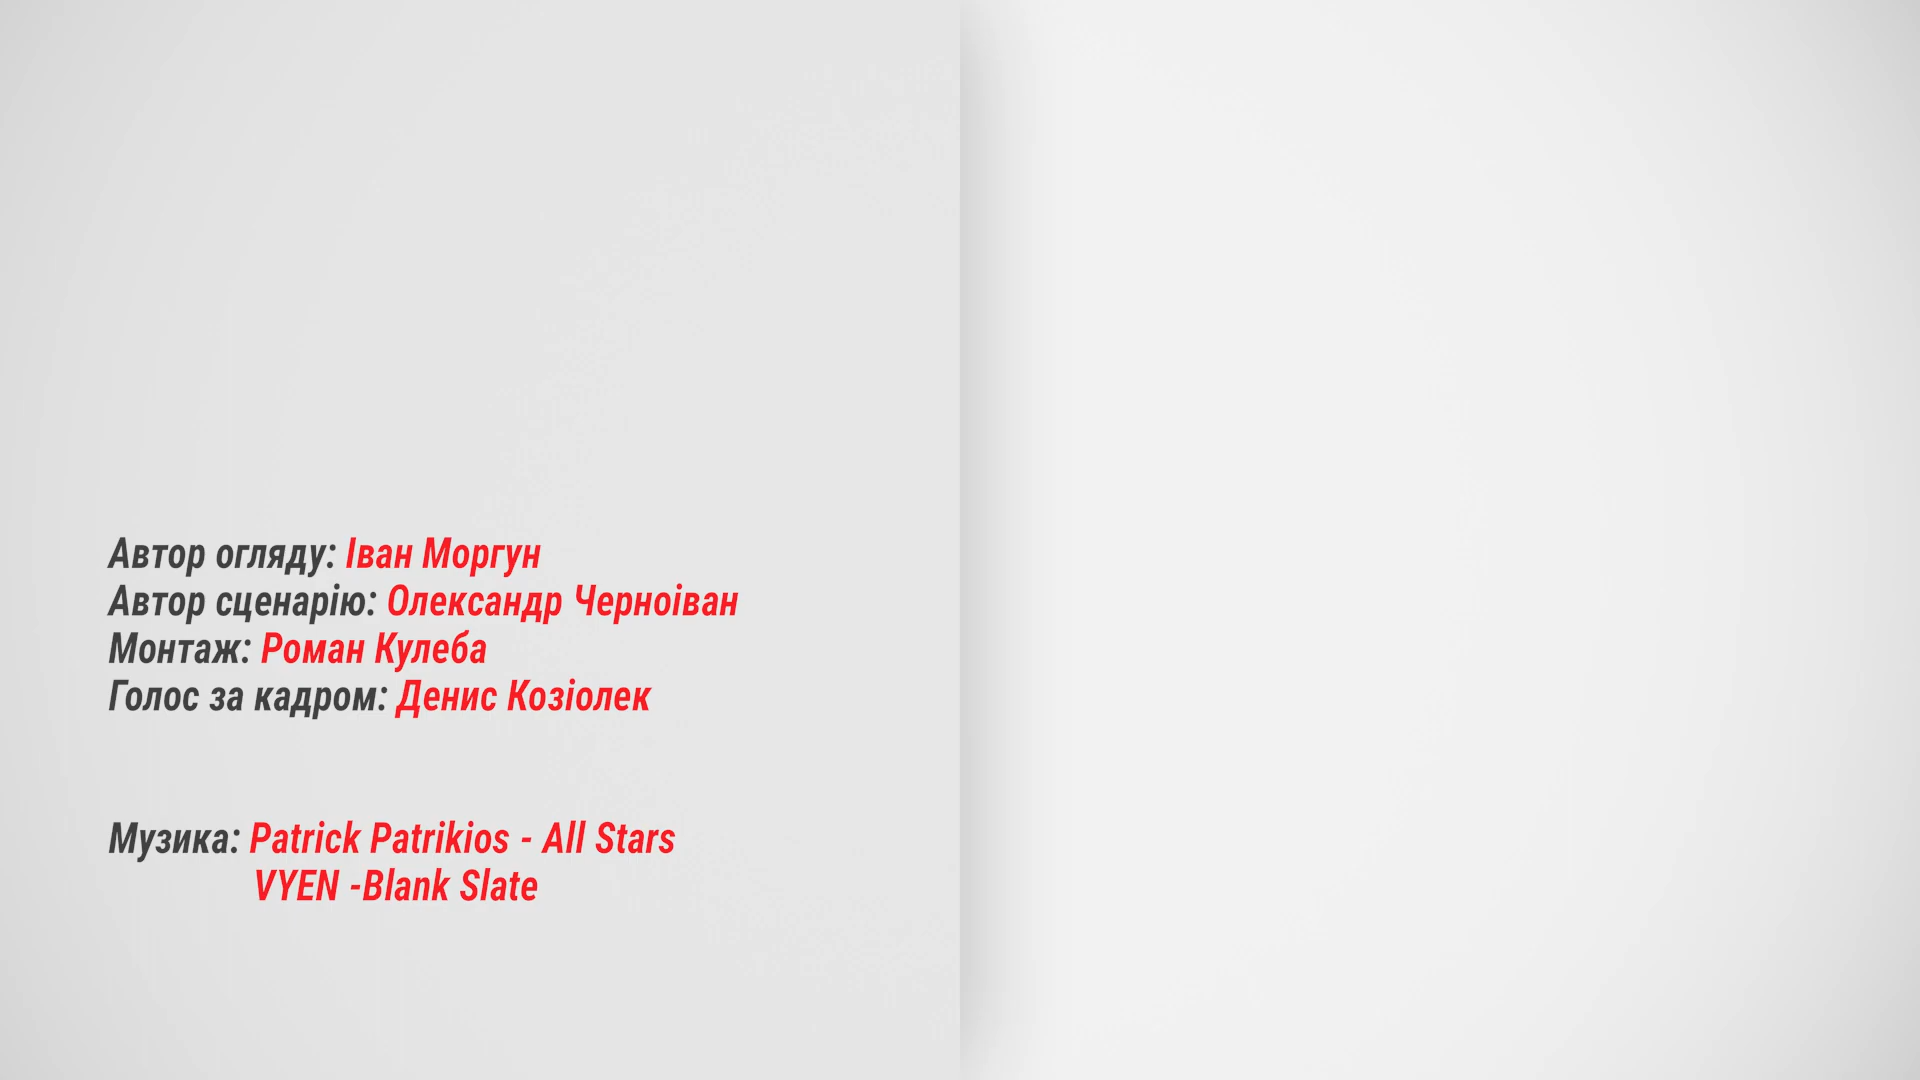 Автор огляду: Іван Моргун
Автор сценарію: Олександр Черноіван
Монтаж: Роман Кулеба
Голос за кадром: Денис Козіолек
Музика: Patrick Patrikios - All Stars
VYEN -Blank Slate